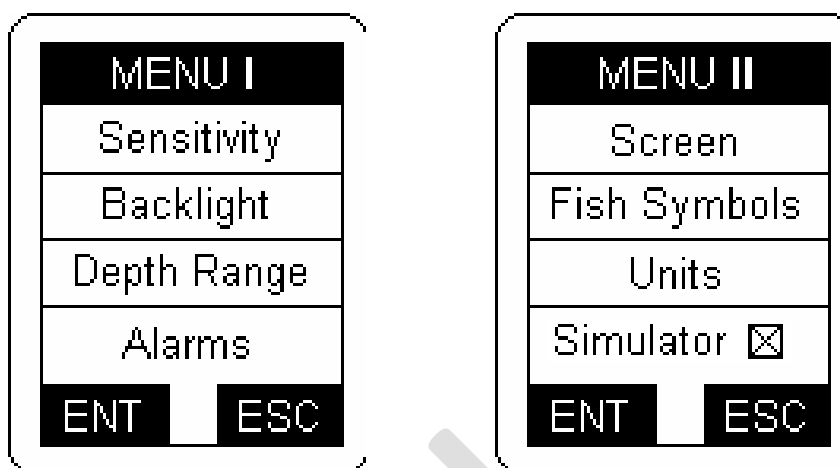 MENU I
Sensitivity
Backlight
Depth Range
Alarms
ENT ESC
MENU II
Screen
Fish Symbols
Units
Simulator ☒
ENT ESC